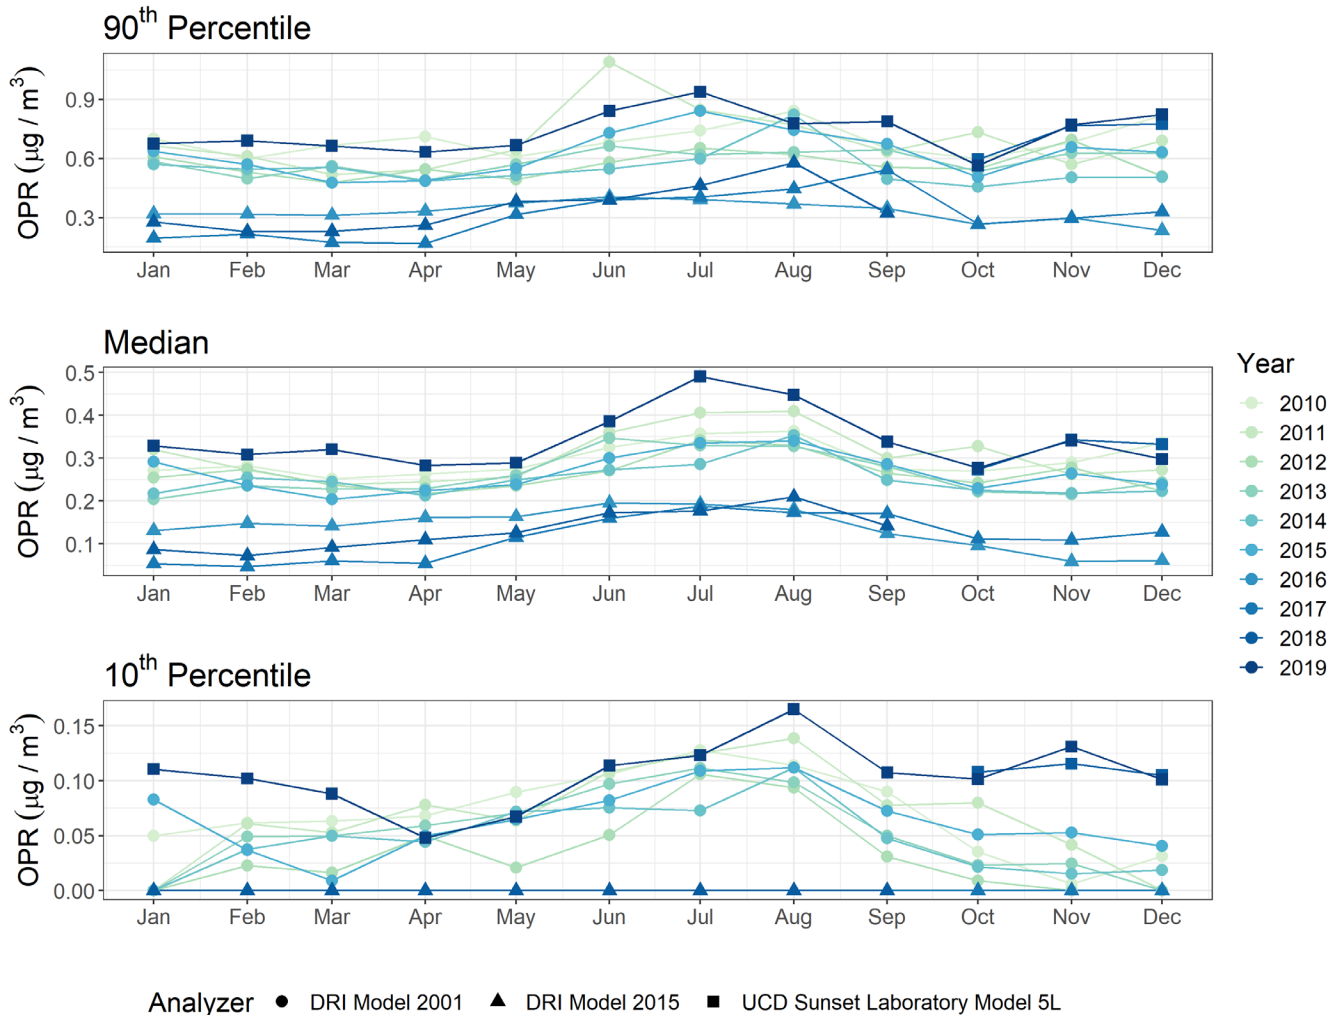 90th Percentile
OPR (µg / m3)
0.9
0.6
0.3
Jan Feb Mar Apr May Jun Jul Aug Sep Oct Nov Dec
Median
OPR (µg / m3)
0.5
0.4
0.3
0.2
0.1
Jan Feb Mar Apr May Jun Jul Aug Sep Oct Nov Dec
10th Percentile
OPR (µg / m3)
0.15
0.10
0.05
0.00
Jan Feb Mar Apr May Jun Jul Aug Sep Oct Nov Dec
Year
2010
2011
2012
2013
2014
2015
2016
2017
2018
2019
Analyzer DRI Model 2001 DRI Model 2015 UCD Sunset Laboratory Model 5L